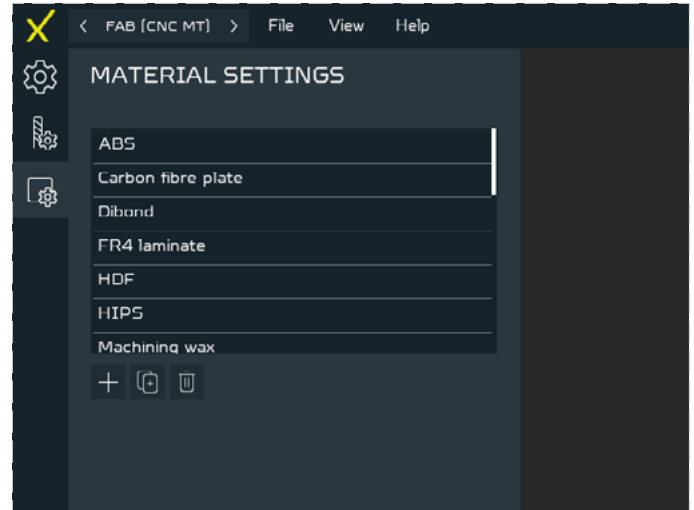 < FAB (CNC MT) > File View Help
MATERIAL SETTINGS
ABS
Carbon fibre plate
Dibond
FR4 laminate
HDF
HIPS
Machining wax